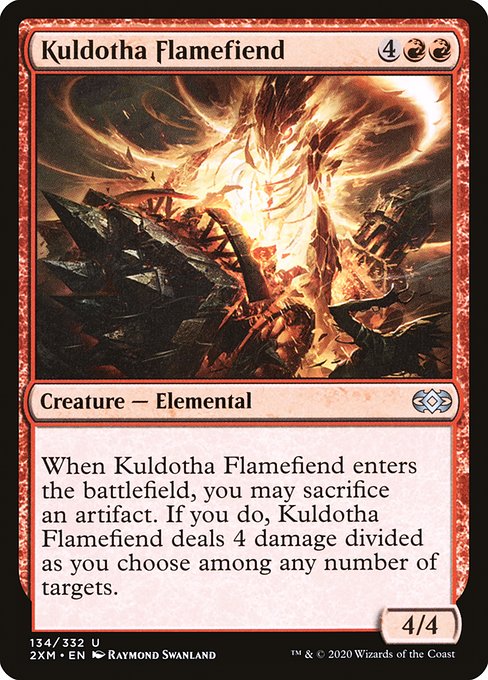 Kuldotha Flamefiend 4
Creature — Elemental
When Kuldotha Flamefiend enters
the battlefield, you may sacrifice
an artifact. If you do, Kuldotha
Flamefiend deals 4 damage divided
as you choose among any number of
targets.
4/4
134/332 U
2XM • EN Raymond Swanland
™ & © 2020 Wizards of the Coast